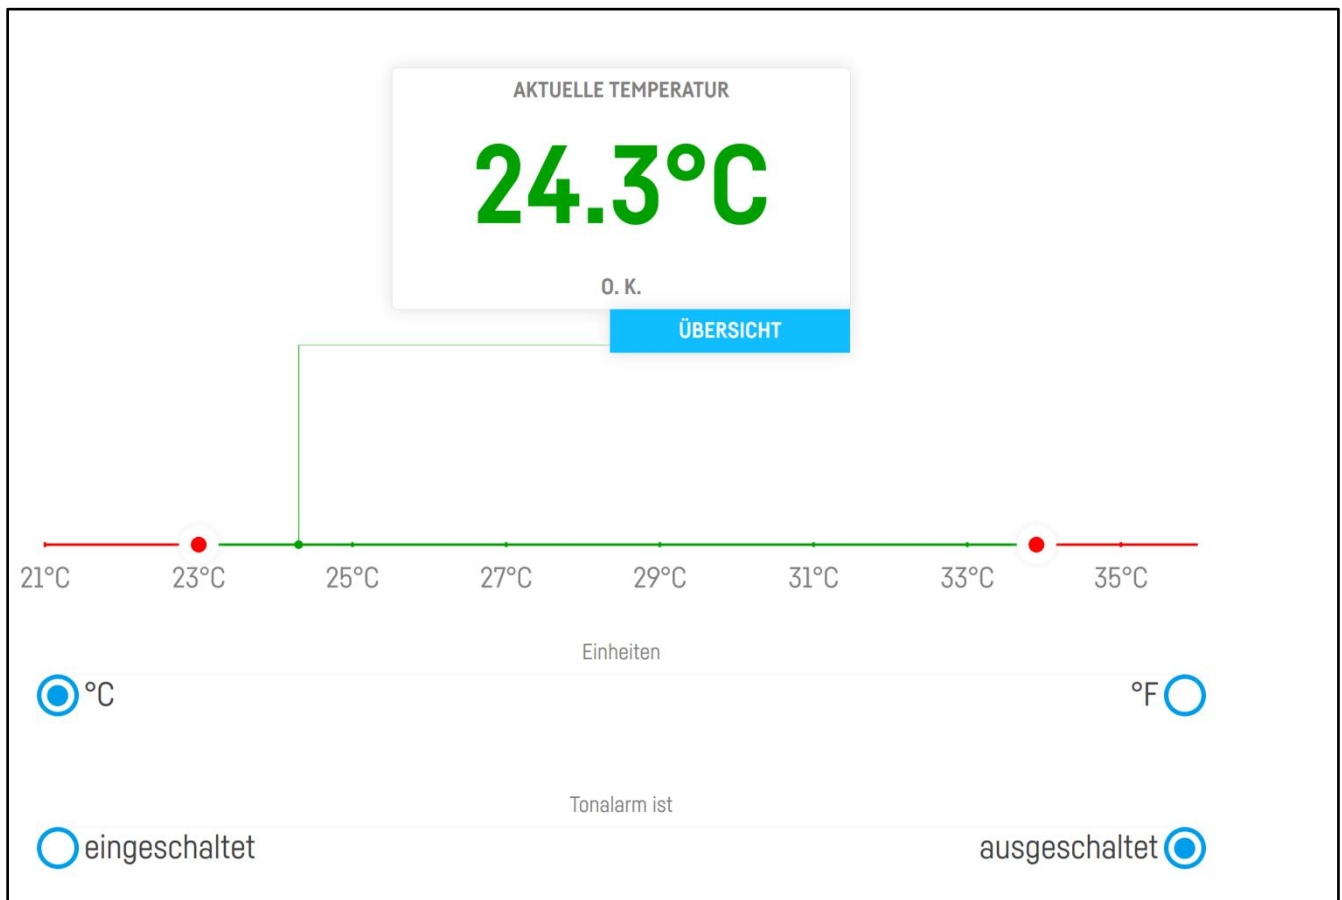 AKTUELLE TEMPERATUR
24.3°C
O. K.
ÜBERSICHT
21°C 23°C 25°C 27°C 29°C 31°C 33°C 35°C
Einheiten
°C °F
Tonalarm ist
eingeschaltet ausgeschaltet